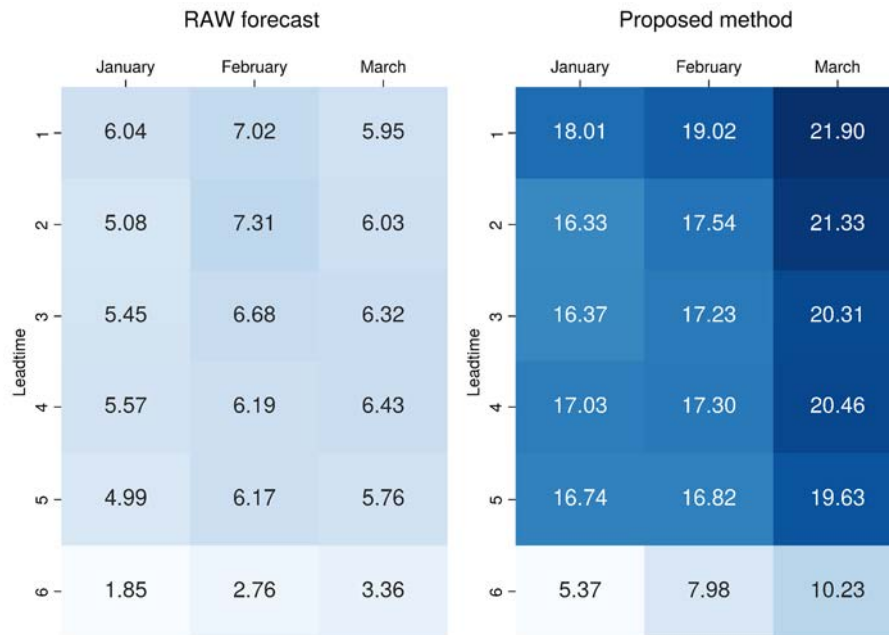 RAW forecast Proposed method
January February March January February March
1 6.04 7.02 5.95 18.01 19.02 21.90
2 5.08 7.31 6.03 16.33 17.54 21.33
3 5.45 6.68 6.32 3 16.37 17.23 20.31
Leadtime Leadtime
4 5.57 6.19 6.43 4 17.03 17.30 20.46
5 4.99 6.17 5.76 5 16.74 16.82 19.63
6 1.85 2.76 3.36 6 5.37 7.98 10.23